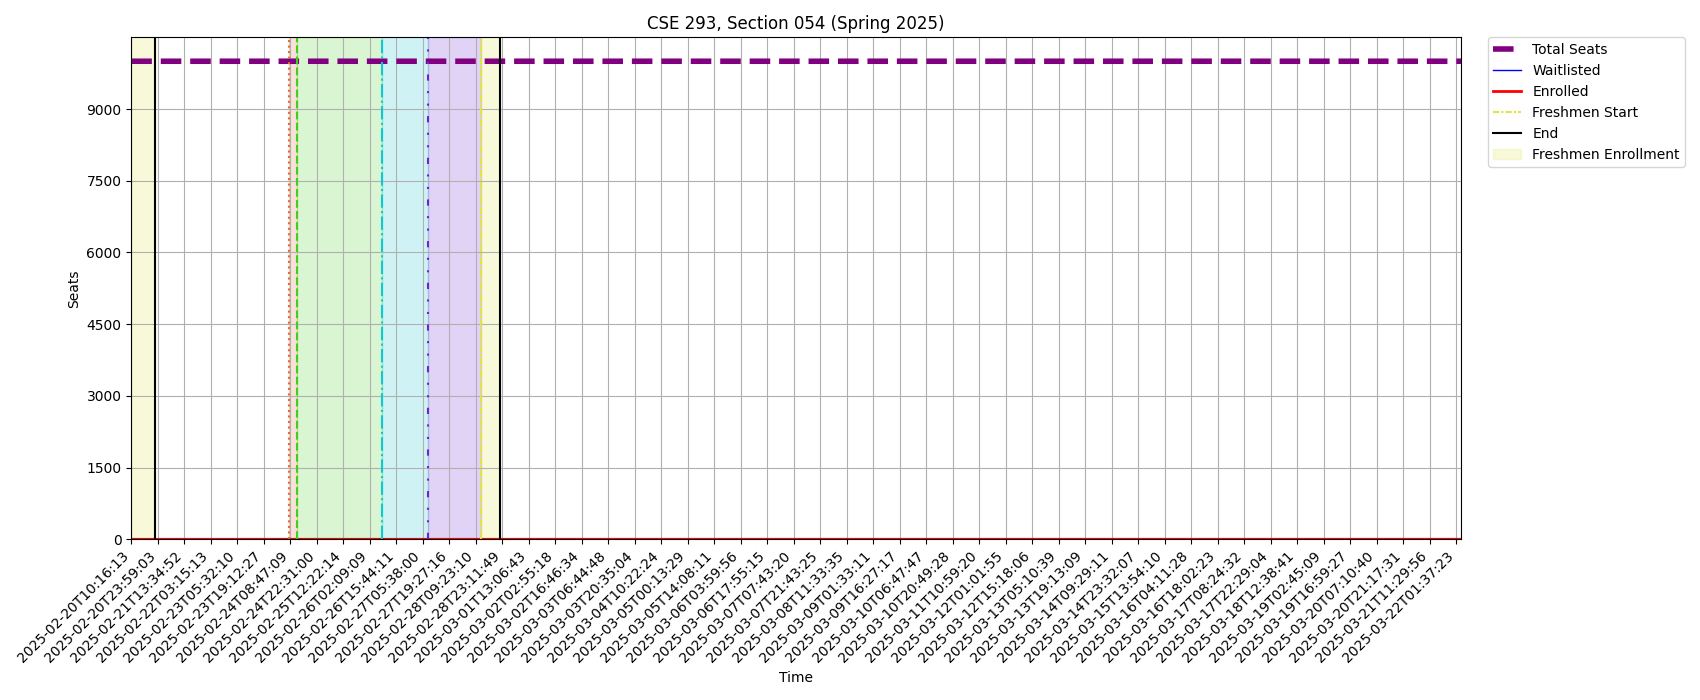 CSE 293, Section 054 (Spring 2025)
Total Seats
Waitlisted
Enrolled
Freshmen Start
End
Freshmen Enrollment
Seats
9000
7500
6000
4500
3000
1500
0
2025-02-20T10:16:13
2025-02-20T23:59:03
2025-02-21T13:34:52
2025-02-22T03:15:13
2025-02-23T05:32:10
2025-02-23T19:12:27
2025-02-24T08:47:09
2025-02-24T22:31:00
2025-02-25T12:22:14
2025-02-26T02:09:09
2025-02-26T15:44:11
2025-02-27T05:38:00
2025-02-27T19:27:16
2025-02-28T09:23:10
2025-02-28T23:11:49
2025-03-01T13:06:43
2025-03-02T02:55:18
2025-03-02T16:46:34
2025-03-03T06:44:48
2025-03-03T20:35:04
2025-03-04T10:22:24
2025-03-05T00:13:29
2025-03-05T14:08:11
2025-03-06T03:59:56
2025-03-06T17:55:15
2025-03-07T07:43:20
2025-03-07T21:43:25
2025-03-08T11:33:35
2025-03-09T01:33:11
2025-03-09T16:27:17
2025-03-10T06:47:47
2025-03-10T20:49:28
2025-03-11T10:59:20
2025-03-12T01:01:55
2025-03-12T15:18:06
2025-03-13T05:10:39
2025-03-13T19:13:09
2025-03-14T09:29:11
2025-03-14T23:32:07
2025-03-15T13:54:10
2025-03-16T04:11:28
2025-03-16T18:02:23
2025-03-17T08:24:32
2025-03-17T22:29:04
2025-03-18T12:38:41
2025-03-19T02:45:09
2025-03-19T16:59:27
2025-03-20T07:10:40
2025-03-20T21:17:31
2025-03-21T11:29:56
2025-03-22T01:37:23
Time